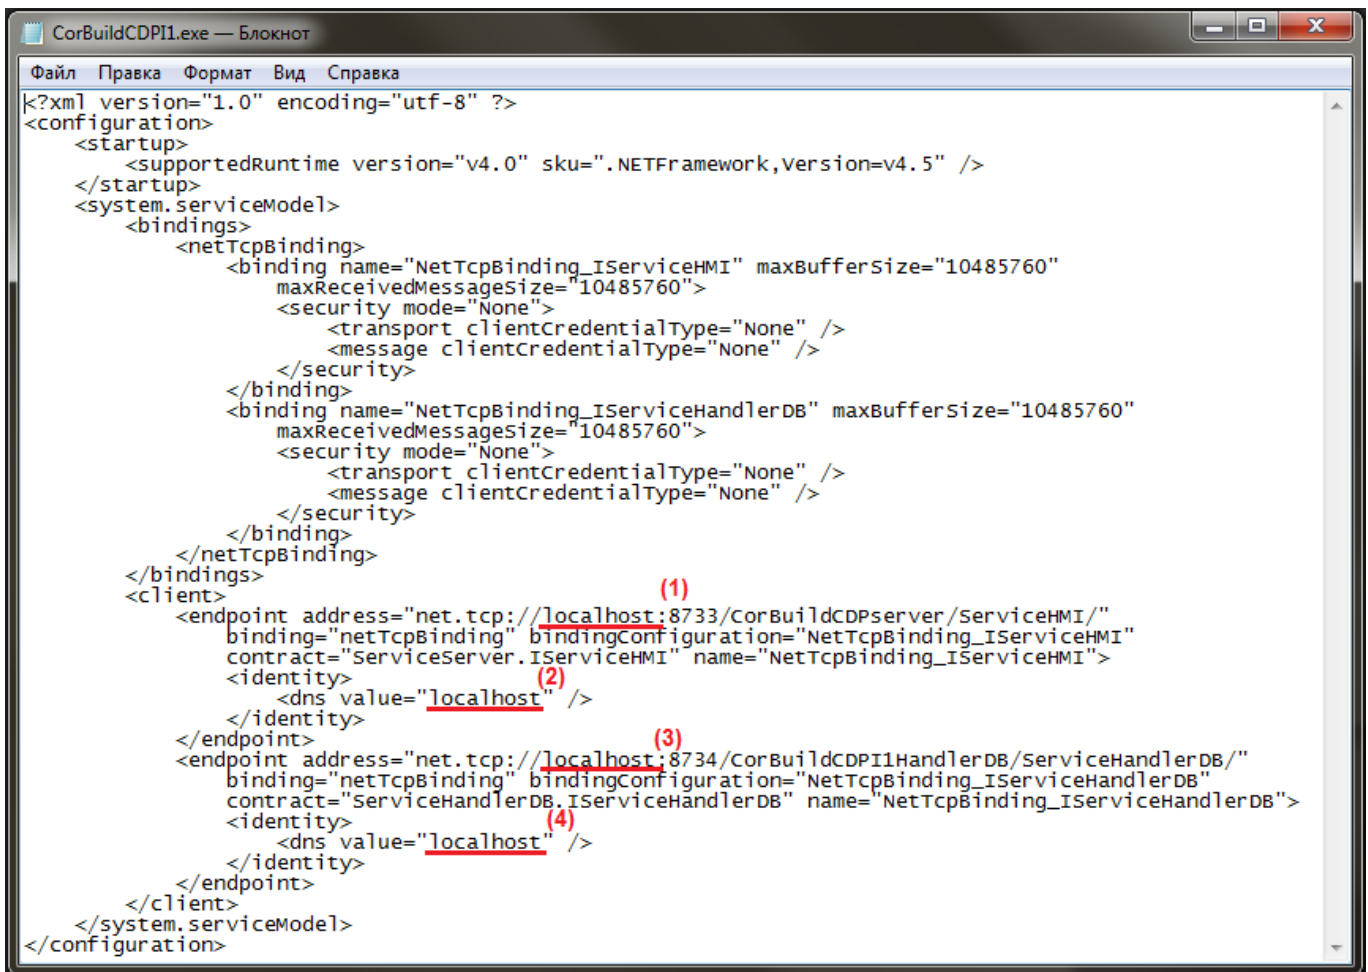 CorBuildCDPI1.exe — Блокнот
Файл Правка Формат Вид Справка
<?xml version="1.0" encoding="utf-8" ?>
<configuration>
    <startup>
        <supportedRuntime version="v4.0" sku=".NETFramework,Version=v4.5" />
    </startup>
    <system.serviceModel>
        <bindings>
            <netTcpBinding>
                <binding name="NetTcpBinding_IServiceHMI" maxBufferSize="10485760"
                    maxReceivedMessageSize="10485760">
                    <security mode="None">
                        <transport clientCredentialType="None" />
                        <message clientCredentialType="None" />
                    </security>
                </binding>
                <binding name="NetTcpBinding_IServiceHandlerDB" maxBufferSize="10485760"
                    maxReceivedMessageSize="10485760">
                    <security mode="None">
                        <transport clientCredentialType="None" />
                        <message clientCredentialType="None" />
                    </security>
                </binding>
            </netTcpBinding>
        </bindings>
(1)
        <client>
            <endpoint address="net.tcp://localhost:8733/CorBuildCDPserver/ServiceHMI/"
                binding="netTcpBinding" bindingConfiguration="NetTcpBinding_IServiceHMI"
                contract="ServiceServer.IServiceHMI" name="NetTcpBinding_IServiceHMI">
                <identity>
(2)
                    <dns value="localhost" />
                </identity>
            </endpoint>
(3)
            <endpoint address="net.tcp://localhost:8734/CorBuildCDPI1HandlerDB/ServiceHandlerDB/"
                binding="netTcpBinding" bindingConfiguration="NetTcpBinding_IServiceHandlerDB"
                contract="ServiceHandlerDB.IServiceHandlerDB" name="NetTcpBinding_IServiceHandlerDB">
                <identity>
(4)
                    <dns value="localhost" />
                </identity>
            </endpoint>
        </client>
    </system.serviceModel>
</configuration>